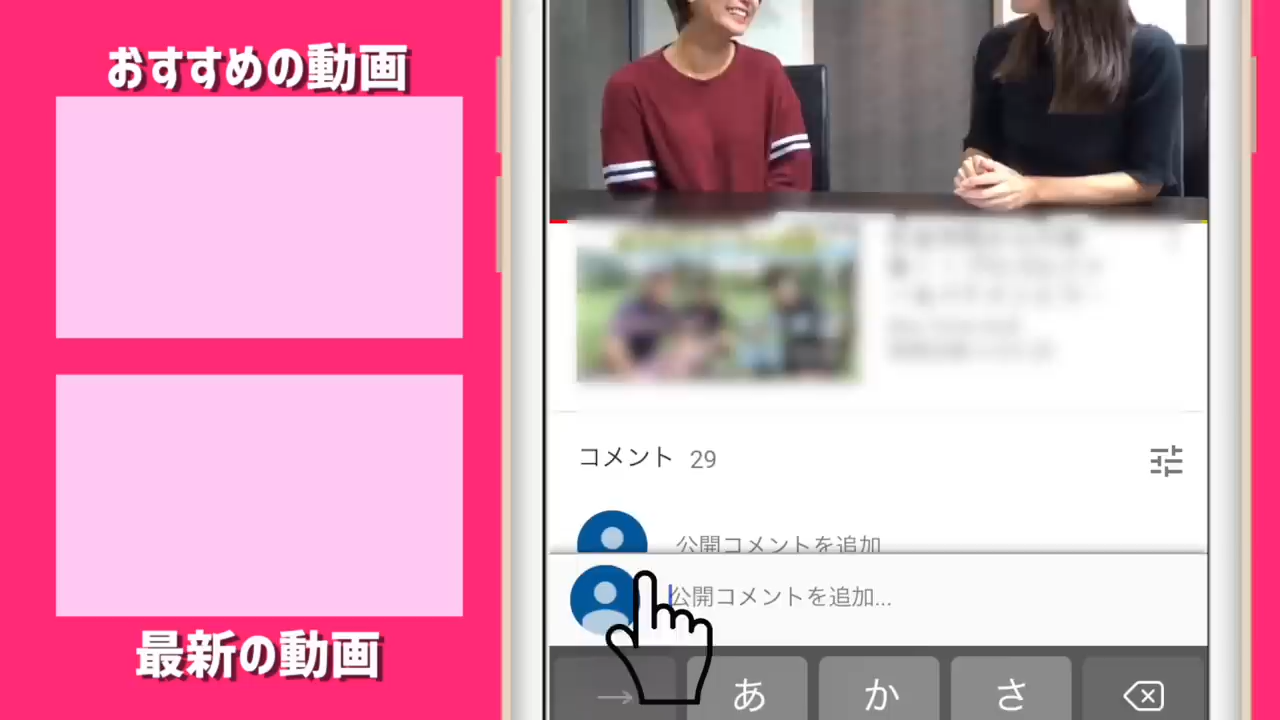 おすすめの動画
最新の動画
コメント 29
公開コメントを追加
公開コメントを追加...
→ あ か さ